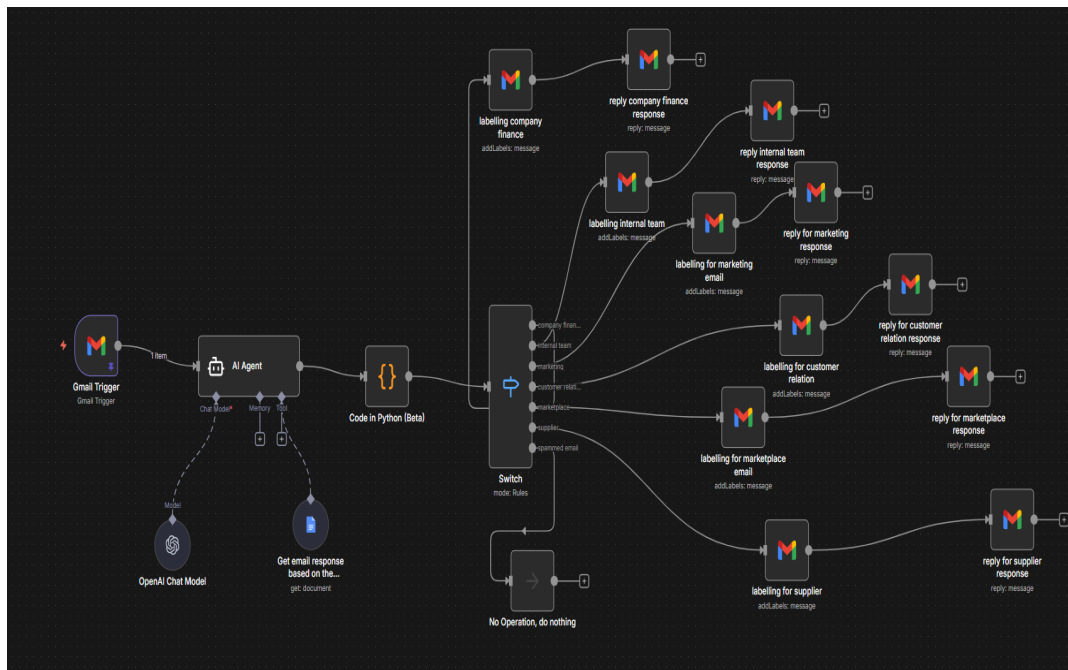 labelling company
finance
addLabels: message
reply company finance
response
reply: message
reply internal team
response
reply: message
labelling internal team
addLabels: message
reply for marketing
response
reply: message
labelling for marketing
email
addLabels: message
reply for customer
relation response
reply: message
labelling for customer
relation
addLabels: message
reply for marketplace
response
reply: message
labelling for marketplace
email
addLabels: message
reply for supplier
response
reply: message
labelling for supplier
addLabels: message
1 item
Gmail Trigger
Gmail Trigger
AI Agent
Chat Model*
Memory
Tool
Model
OpenAI Chat Model
Get email response
based on the...
get: document
Code in Python (Beta)
company finan...
internal team
marketing
customer relati...
marketplace
supplier
spammed email
Switch
mode: Rules
No Operation, do nothing